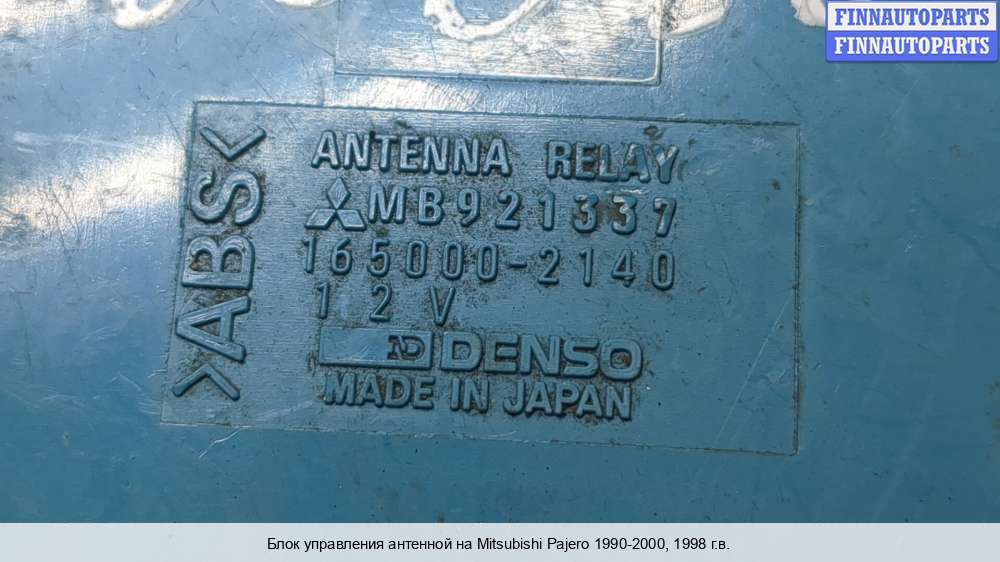 FINNAUTOPARTS
FINNAUTOPARTS
ANTENNA RELAY
MB921337
165000-2140
12V
ND DENSO
MADE IN JAPAN
>ABS<
Блок управления антенной на Mitsubishi Pajero 1990-2000, 1998 г.в.